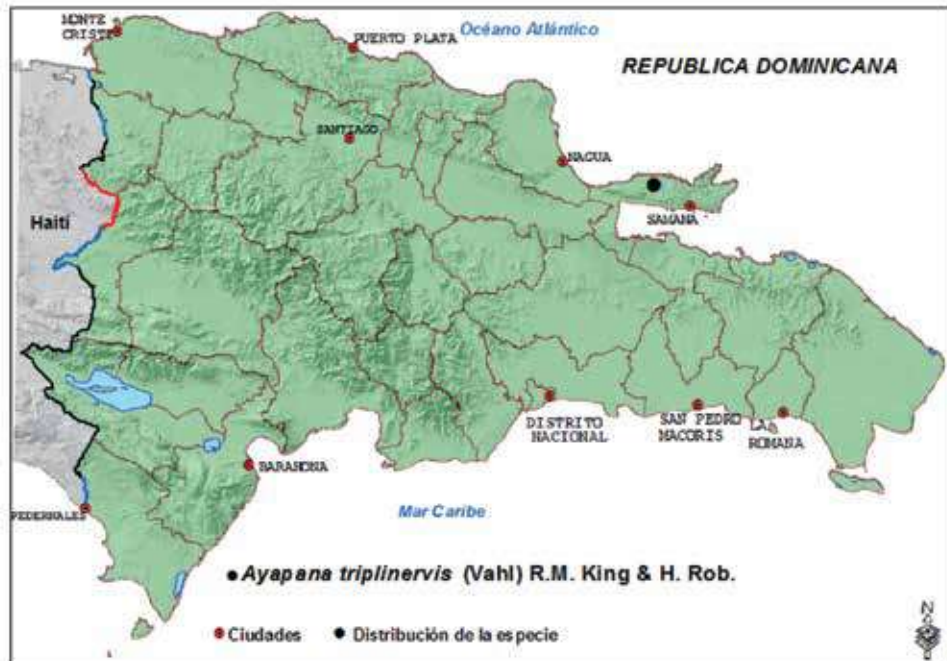 MONTE
CRISTI
PUERTO PLATA
Océano Atlántico
REPUBLICA DOMINICANA
SANTIAGO
NAGUA
SAMANA
Haití
DISTRITO
NACIONAL
SAN PEDRO
MACORIS
LA
ROMANA
BARAHONA
PEDERNALES
Mar Caribe
Ayapana triplinervis (Vahl) R.M. King & H. Rob.
Ciudades
Distribución de la especie
N